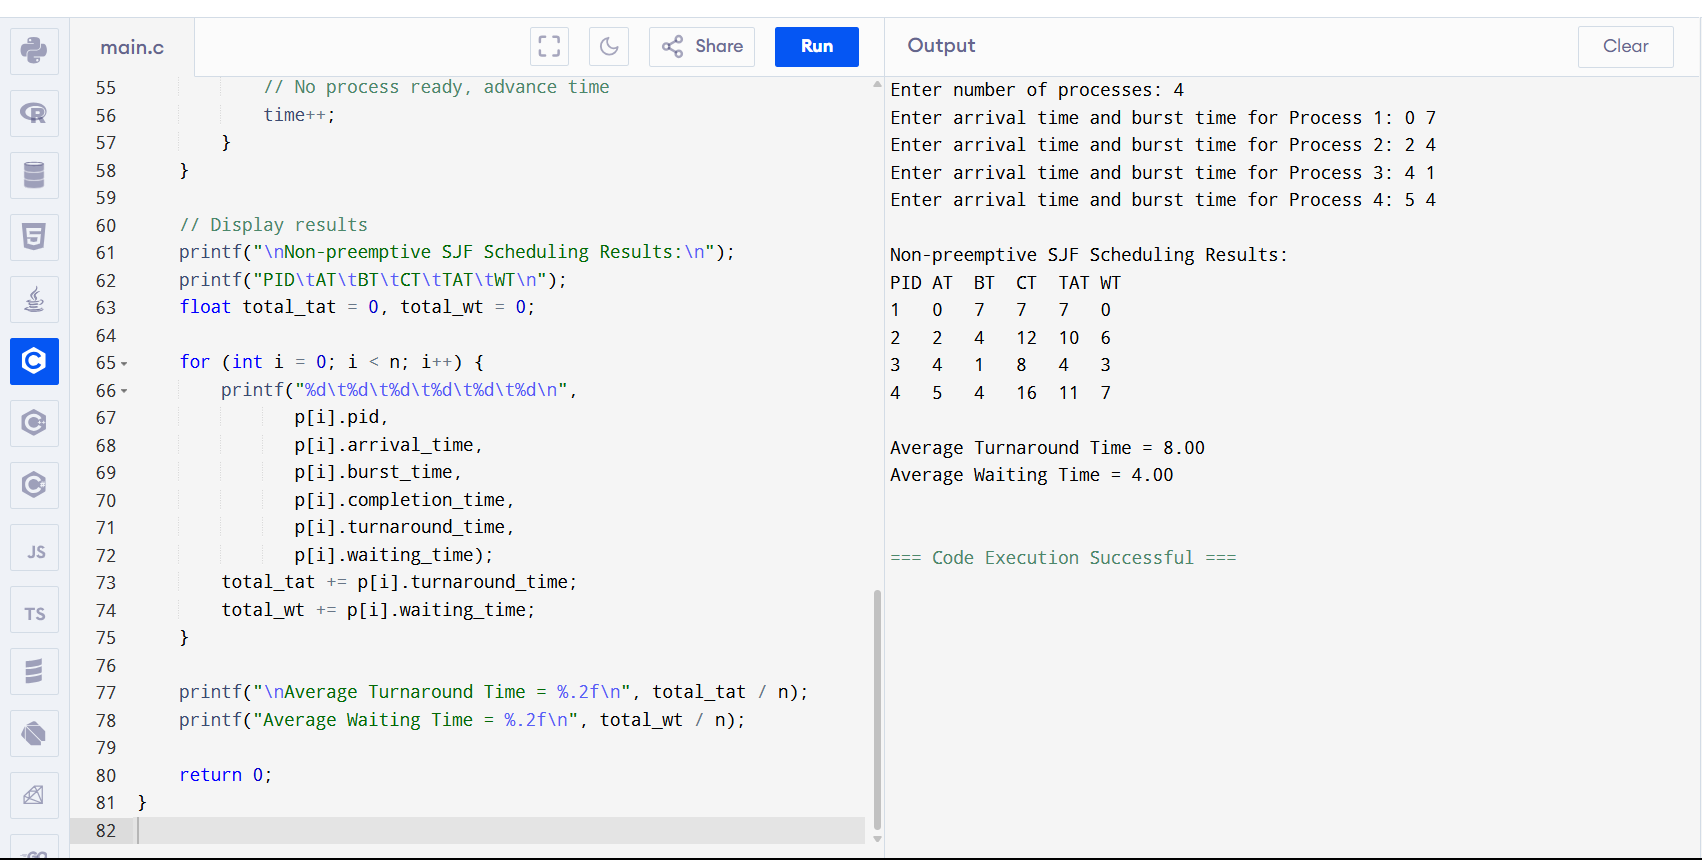 main.c
Share
Run
Output
Clear
55 // No process ready, advance time
56 time++;
57 }
58 }
59
60 // Display results
61 printf("\nNon-preemptive SJF Scheduling Results:\n");
62 printf("PID\tAT\tBT\tCT\tTAT\tWT\n");
63 float total_tat = 0, total_wt = 0;
64
65 for (int i = 0; i < n; i++) {
66 printf("%d\t%d\t%d\t%d\t%d\t%d\n",
67 p[i].pid,
68 p[i].arrival_time,
69 p[i].burst_time,
70 p[i].completion_time,
71 p[i].turnaround_time,
72 p[i].waiting_time);
73 total_tat += p[i].turnaround_time;
74 total_wt += p[i].waiting_time;
75 }
76
77 printf("\nAverage Turnaround Time = %.2f\n", total_tat / n);
78 printf("Average Waiting Time = %.2f\n", total_wt / n);
79
80 return 0;
81 }
82
Enter number of processes: 4
Enter arrival time and burst time for Process 1: 0 7
Enter arrival time and burst time for Process 2: 2 4
Enter arrival time and burst time for Process 3: 4 1
Enter arrival time and burst time for Process 4: 5 4
Non-preemptive SJF Scheduling Results:
PID AT BT CT TAT WT
1 0 7 7 7 0
2 2 4 12 10 6
3 4 1 8 4 3
4 5 4 16 11 7
Average Turnaround Time = 8.00
Average Waiting Time = 4.00
=== Code Execution Successful ===
R
5
C
C
C
JS
TS
GO